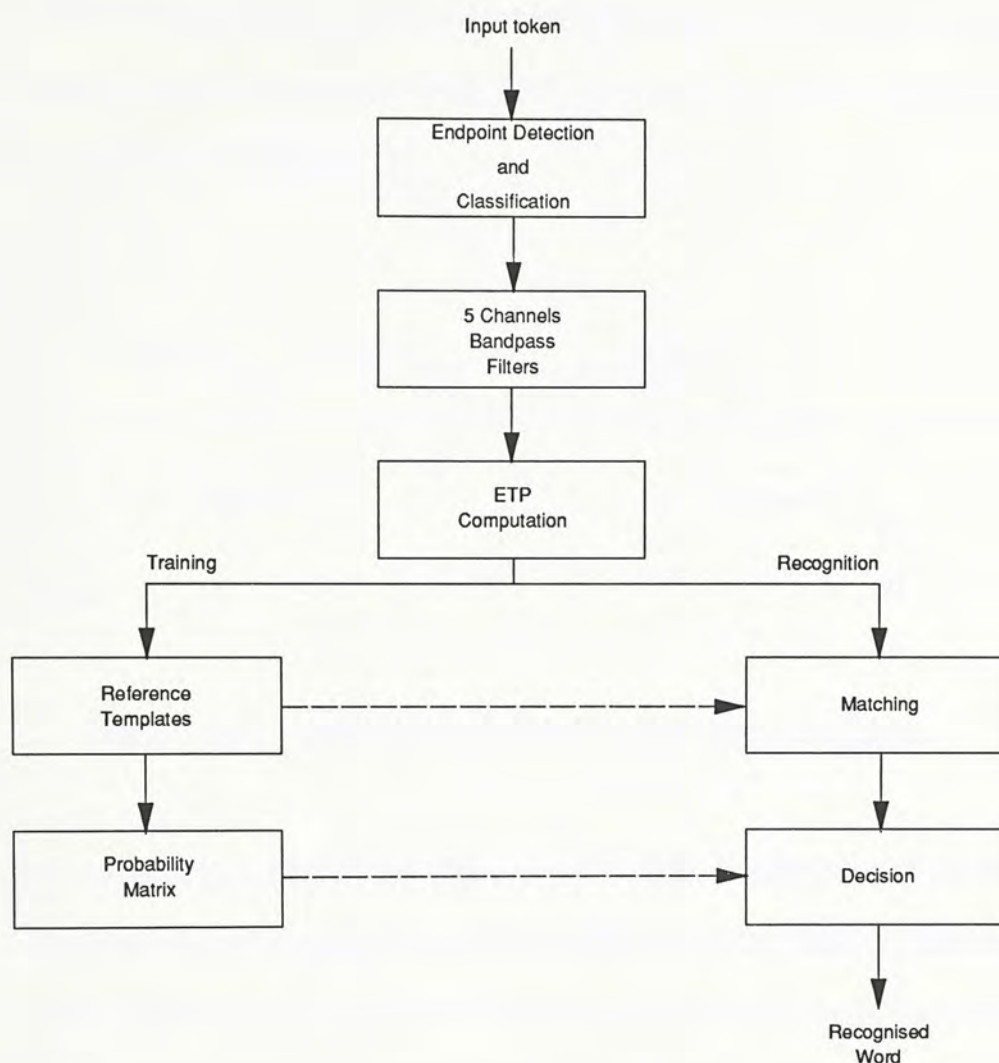 Input token
Endpoint Detection
and
Classification
5 Channels
Bandpass
Filters
ETP
Computation
Training
Recognition
Reference
Templates
Matching
Probability
Matrix
Decision
Recognised
Word